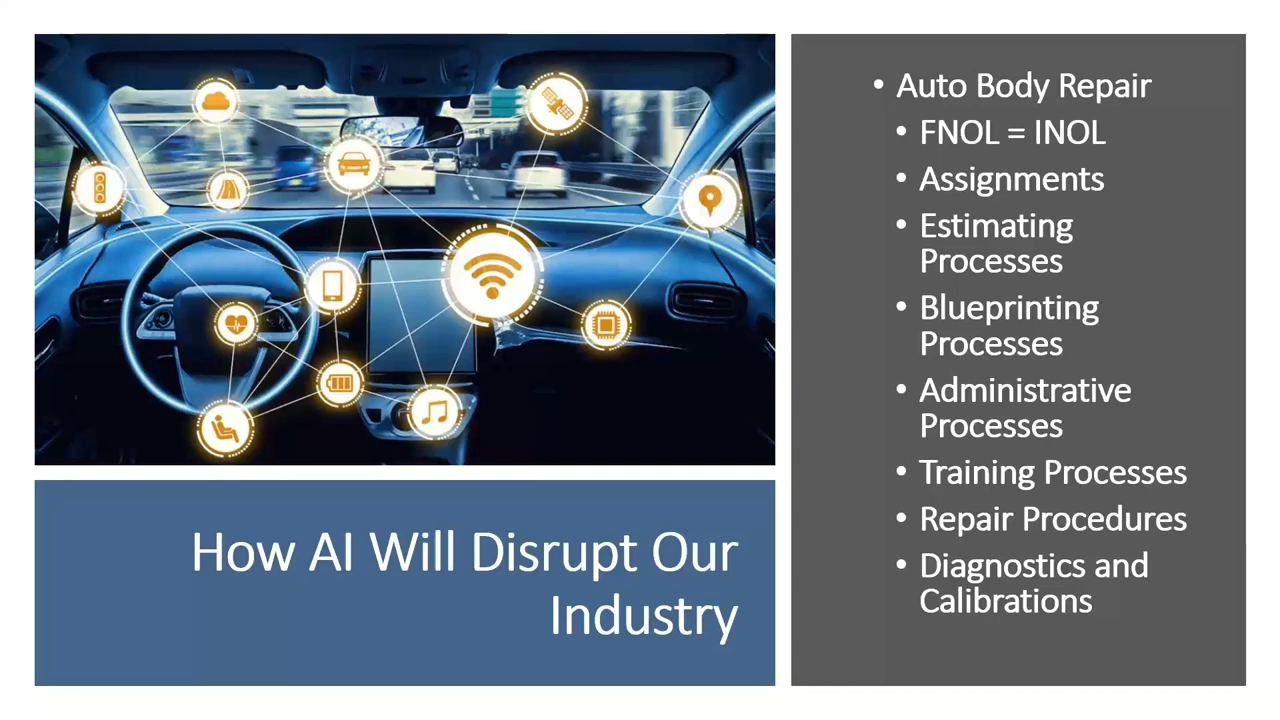 How AI Will Disrupt Our
Industry
• Auto Body Repair
• FNOL = INOL
• Assignments
• Estimating
Processes
• Blueprinting
Processes
• Administrative
Processes
• Training Processes
• Repair Procedures
• Diagnostics and
Calibrations